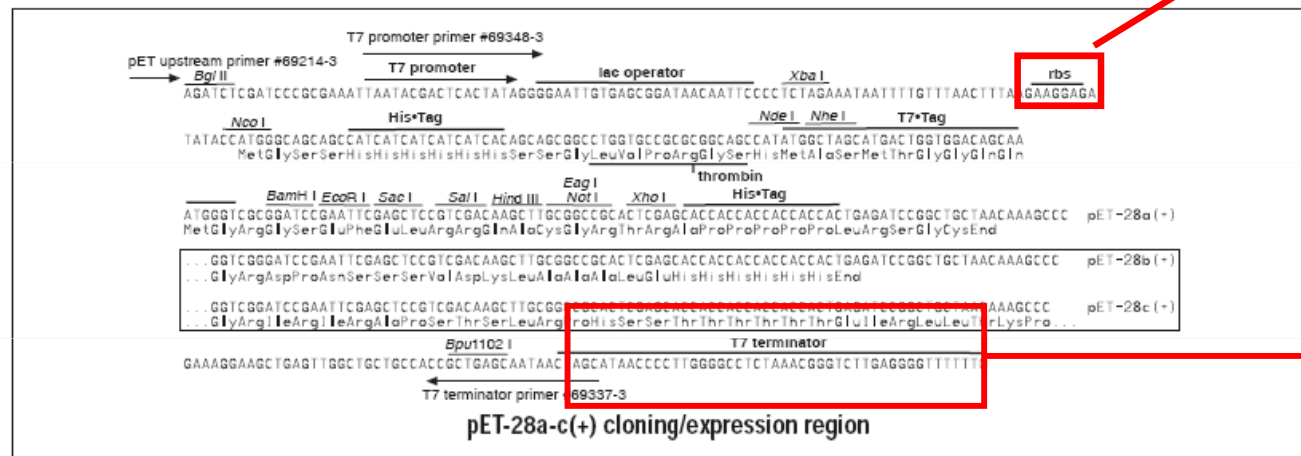 T7 promoter primer #69348-3
pET upstream primer #69214-3
Bgl II T7 promoter lac operator Xba I rbs
AGATCTCGATCCCGCGAAATTAATACGACTCACTATAGGGGAATTGTGAGCGGATAACAATTCCCCTCTAGAAATAATTTTGTTTAACTTTAAGAAGGAGA
Nco I His•Tag Nde I Nhe I T7•Tag
TATACCATGGGCAGCAGCCATCATCATCATCATCACAGCAGCGGCCTGGTGCCGCGCGGCAGCCATATGGCTAGCATGACTGGTGGACAGCAA
MetGlySerSerHisHisHisHisHisHisSerSerGlyLeuValProArgGlySerHisMetAlaSerMetThrGlyGlyGlnGln
thrombin
BamH I EcoR I Sac I Sal I Hind III Eag I Not I Xho I His•Tag
ATGGGTCGCGGATCCGAATTCGAGCTCCGTCGACAAGCTTGCGGCCGCACTCGAGCACCACCACCACCACCACTGAGATCCGGCTGCTAACAAAGCCC pET-28a(+)
MetGlyArgGlySerGluPheGluLeuArgArgGlnAlaCysGlyArgThrArgAlaProProProProProLeuArgSerGlyCysEnd
...GGTCGGGATCCGAATTCGAGCTCCGTCGACAAGCTTGCGGCCGCACTCGAGCACCACCACCACCACCACTGAGATCCGGCTGCTAACAAAGCCC pET-28b(+)
...GlyArgAspProAsnSerSerSerValAspLysLeuAlaAlaAlaLeuGluHisHisHisHisHisHisEnd
...GGTCGGATCCGAATTCGAGCTCCGTCGACAAGCTTGCGGCCGCACTCGAGCACCACCACCACCACCACTGAGATCCGGCTGCTAACAAAGCCC pET-28c(+)
...GlyArgIleArgIleArgAlaProSerThrSerLeuArgProHisSerSerThrThrThrThrThrThrGluIleArgLeuLeuThrLysPro...
Bpu1102 I T7 terminator
GAAAGGAAGCTGAGTTGGCTGCTGCCACCGCTGAGCAATAACTAGCATAACCCCTTGGGGCCTCTAAACGGGTCTTGAGGGGTTTTTTG
T7 terminator primer #69337-3
pET-28a-c(+) cloning/expression region